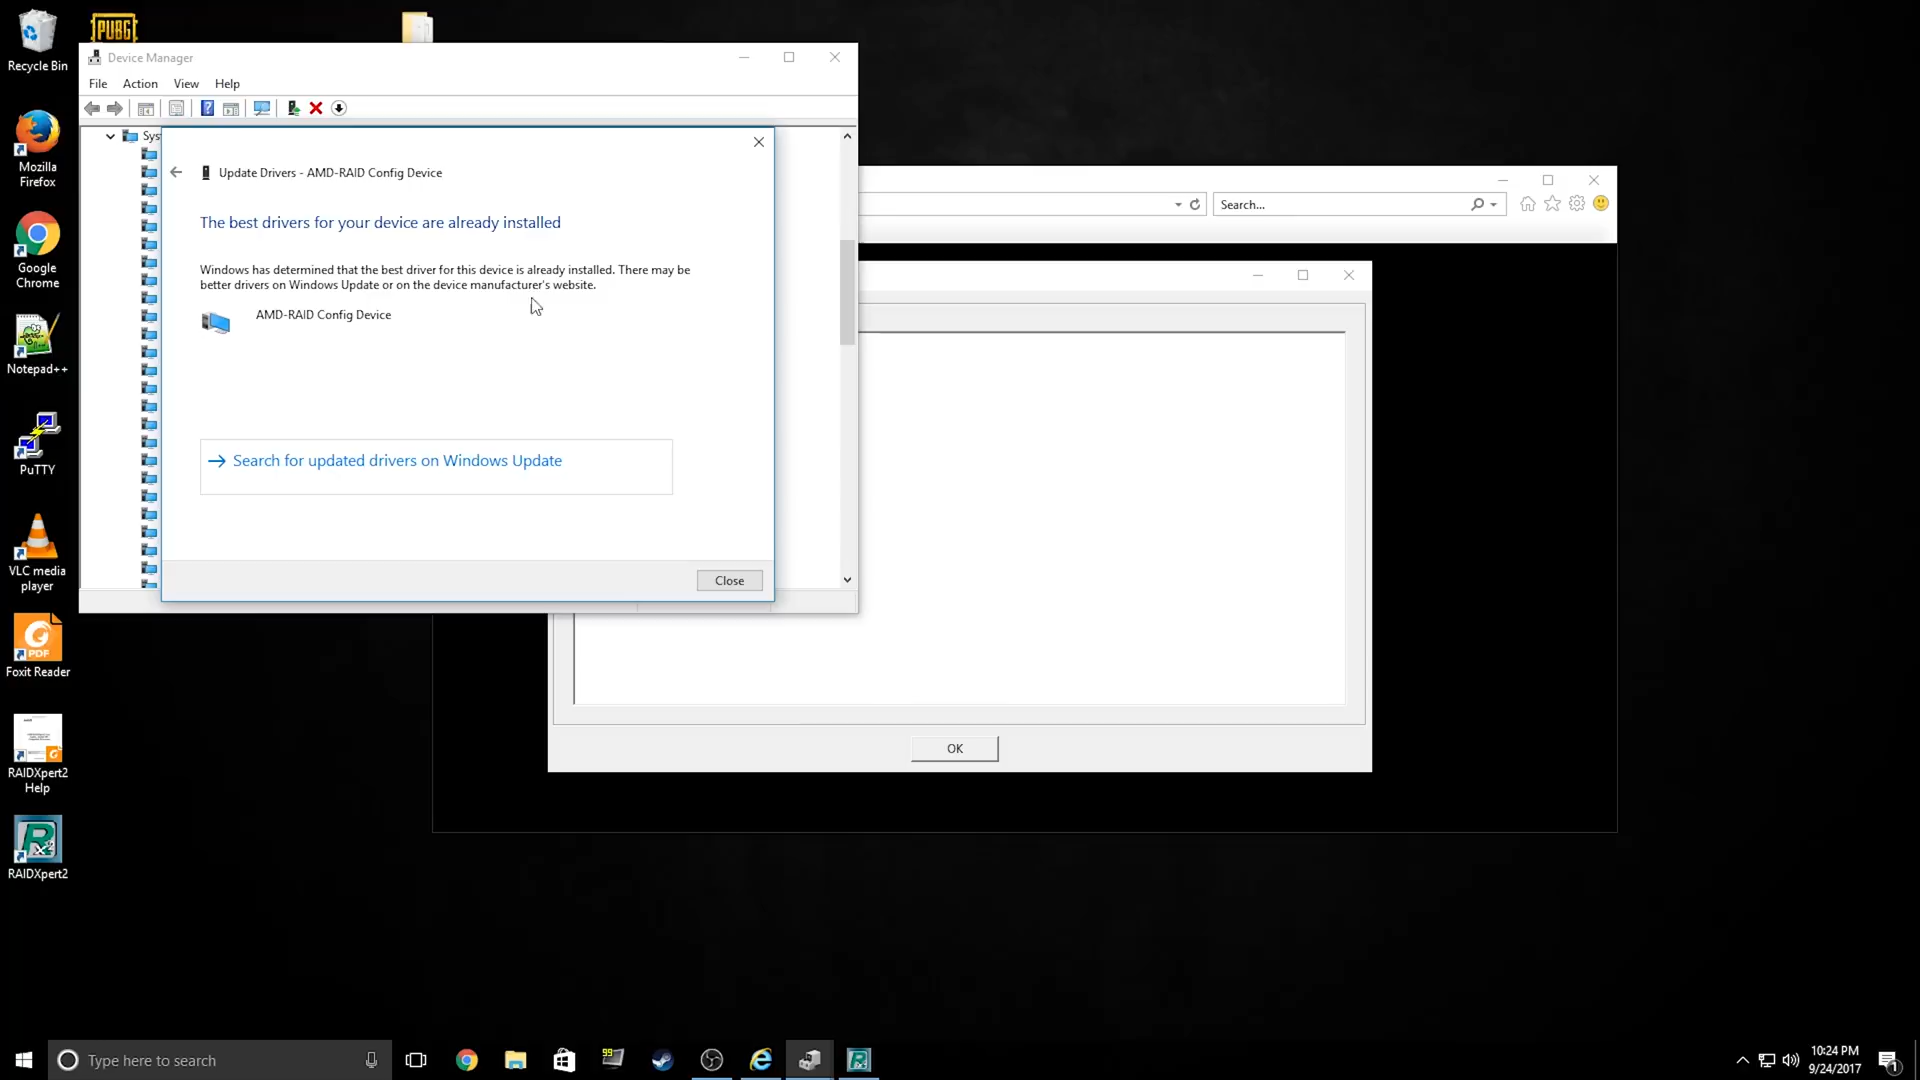 Recycle Bin
PUBG
Mozilla
Firefox
Google
Chrome
Notepad++
PuTTY
VLC media
player
PDF
Foxit Reader
RAIDXpert2
Help
RAIDXpert2
Device Manager
File Action View Help
Sys
Update Drivers - AMD-RAID Config Device
The best drivers for your device are already installed
Windows has determined that the best driver for this device is already installed. There may be
better drivers on Windows Update or on the device manufacturer's website.
AMD-RAID Config Device
Search for updated drivers on Windows Update
Close
Search...
OK
Type here to search
99
10:24 PM
9/24/2017
1